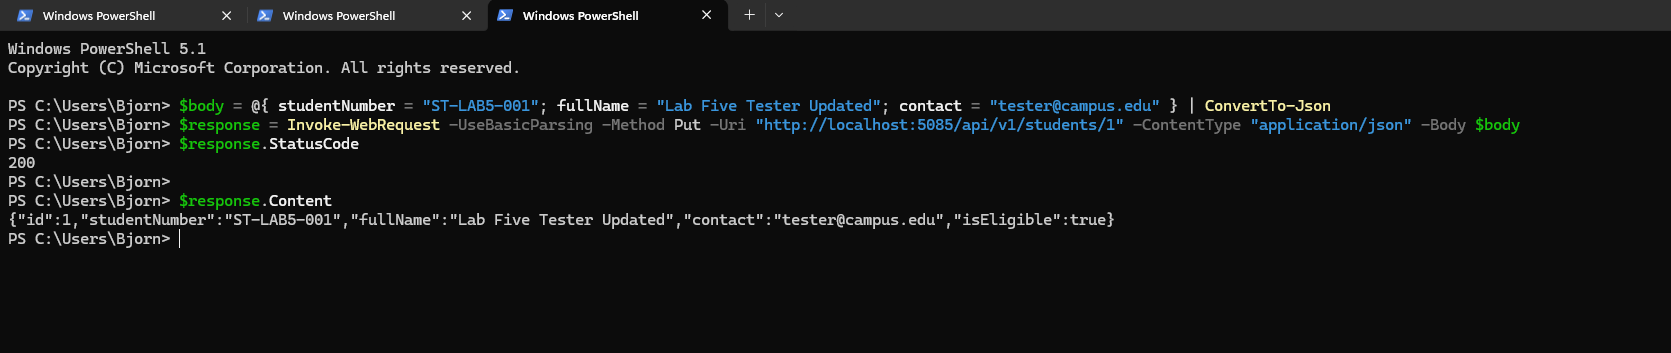 Windows PowerShell
Windows PowerShell
Windows PowerShell
Windows PowerShell 5.1
Copyright (C) Microsoft Corporation. All rights reserved.
PS C:\Users\Bjorn> $body = @{ studentNumber = "ST-LAB5-001"; fullName = "Lab Five Tester Updated"; contact = "tester@campus.edu" } | ConvertTo-Json
PS C:\Users\Bjorn> $response = Invoke-WebRequest -UseBasicParsing -Method Put -Uri "http://localhost:5085/api/v1/students/1" -ContentType "application/json" -Body $body
PS C:\Users\Bjorn> $response.StatusCode
200
PS C:\Users\Bjorn>
PS C:\Users\Bjorn> $response.Content
{"id":1,"studentNumber":"ST-LAB5-001","fullName":"Lab Five Tester Updated","contact":"tester@campus.edu","isEligible":true}
PS C:\Users\Bjorn>